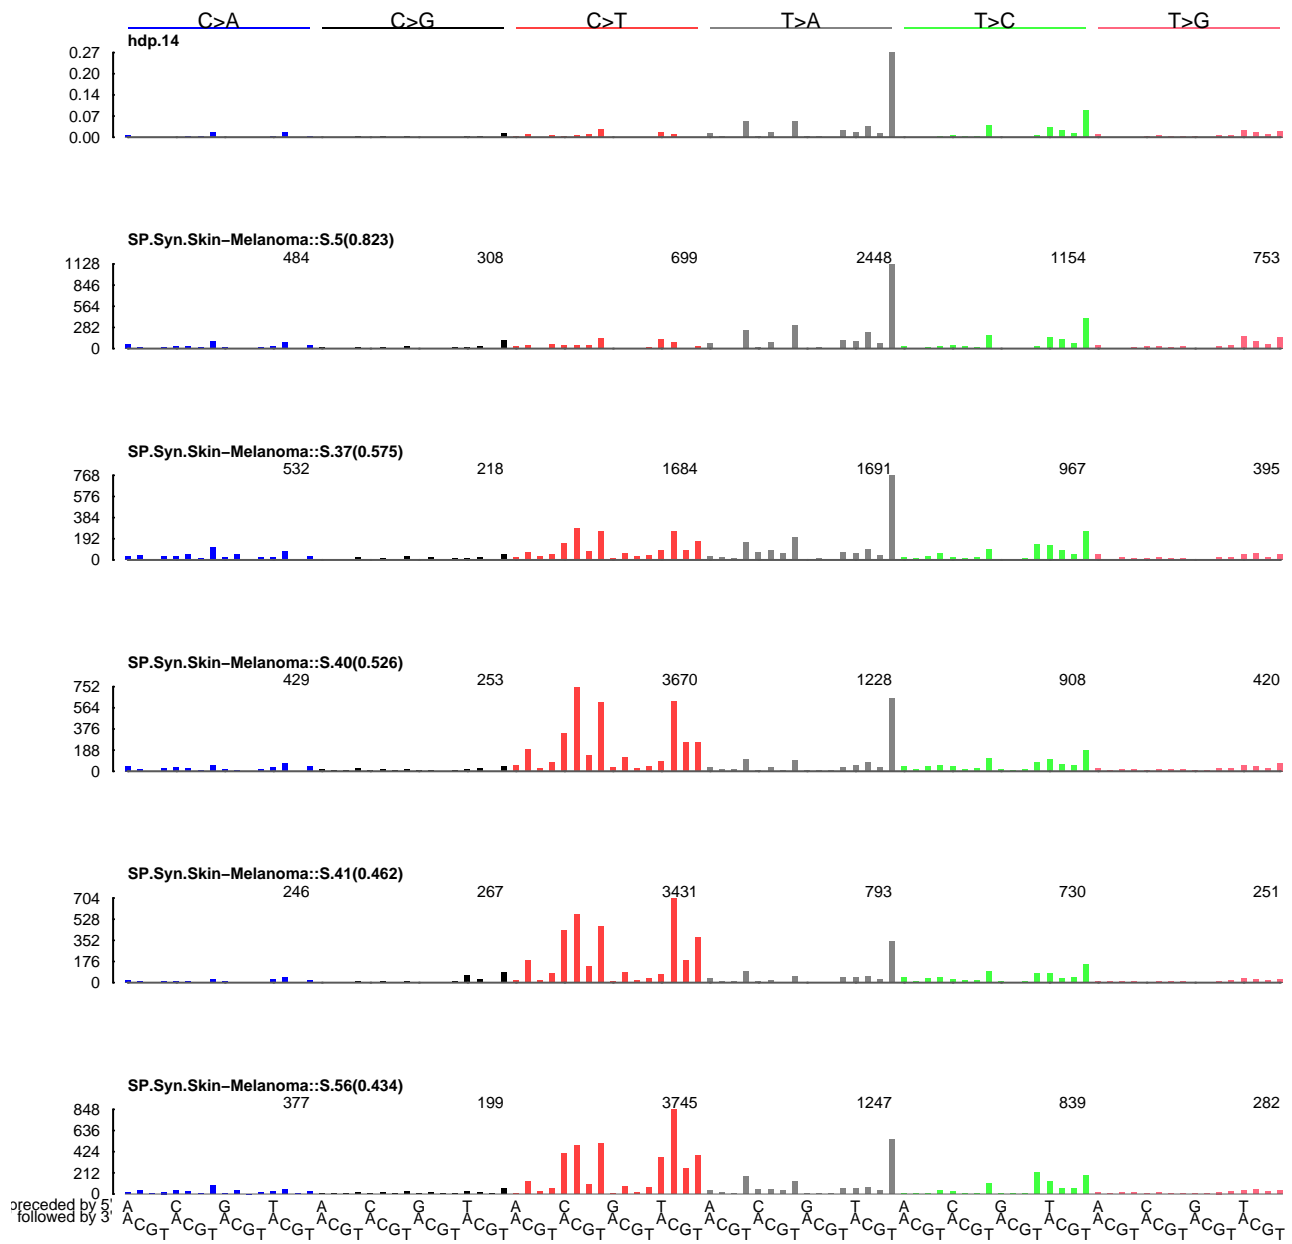 C>A C>G C>T T>A T>C T>G
hdp.14
0.27
0.20
0.14
0.07
0.00
SP.Syn.Skin−Melanoma::S.5(0.823)
484 308 699 2448 1154 753
1128
846
564
282
0
SP.Syn.Skin−Melanoma::S.37(0.575)
532 218 1684 1691 967 395
768
576
384
192
0
SP.Syn.Skin−Melanoma::S.40(0.526)
429 253 3670 1228 908 420
752
564
376
188
0
SP.Syn.Skin−Melanoma::S.41(0.462)
246 267 3431 793 730 251
704
528
352
176
0
SP.Syn.Skin−Melanoma::S.56(0.434)
377 199 3745 1247 839 282
848
636
424
212
0
preceded by 5' A C G T A C G T A C G T A C G T A C G T A C G T
followed by 3' A C G T A C G T A C G T A C G T A C G T A C G T A C G T A C G T A C G T A C G T A C G T A C G T A C G T A C G T A C G T A C G T A C G T A C G T A C G T A C G T A C G T A C G T A C G T A C G T